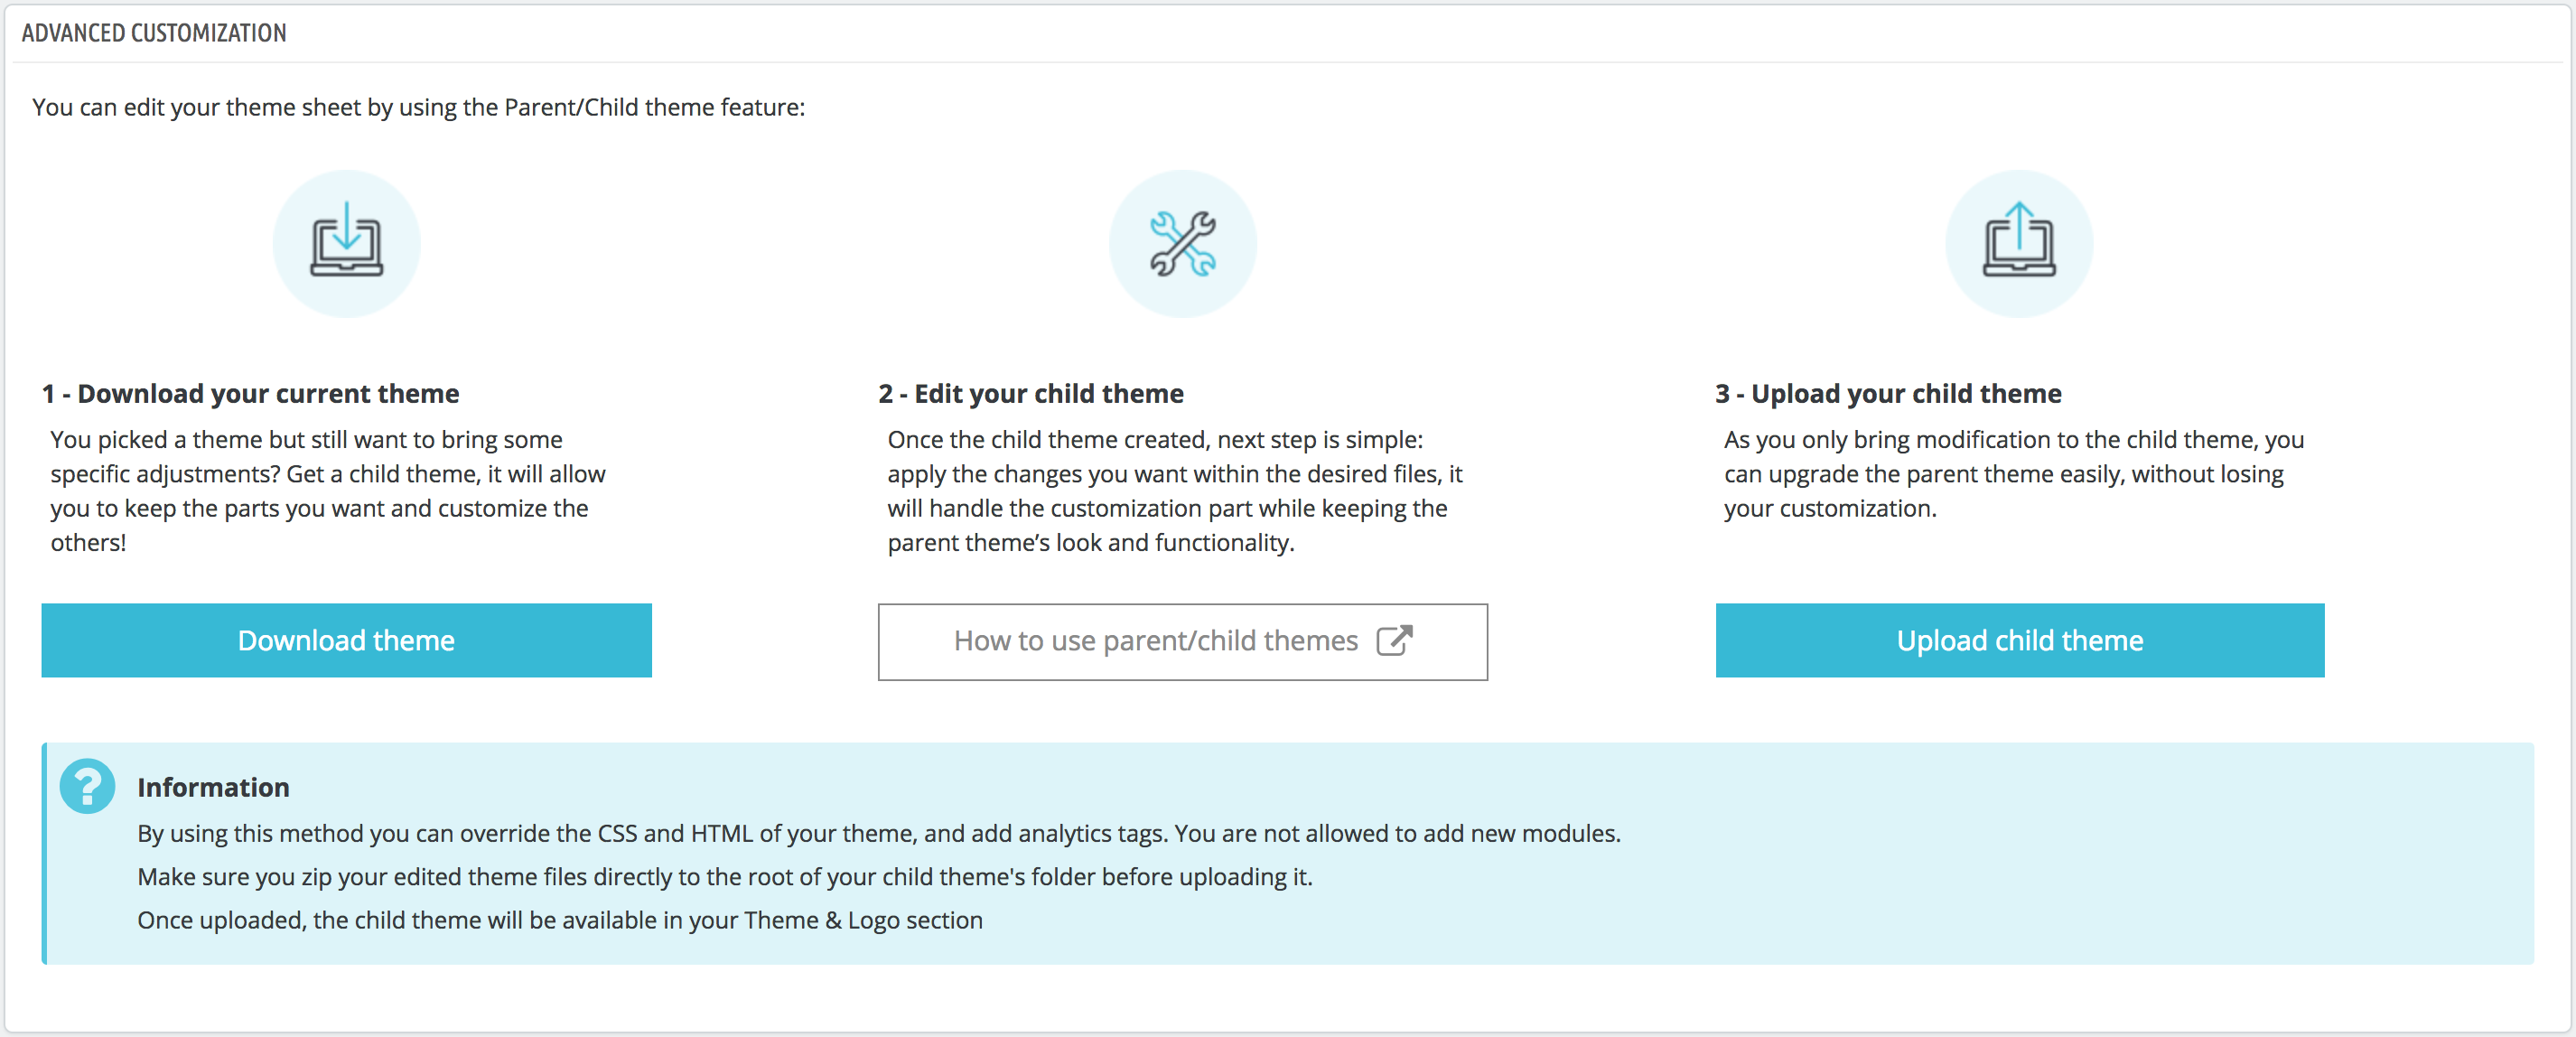 ADVANCED CUSTOMIZATION
You can edit your theme sheet by using the Parent/Child theme feature:
1 - Download your current theme
You picked a theme but still want to bring some
specific adjustments? Get a child theme, it will allow
you to keep the parts you want and customize the
others!
Download theme
2 - Edit your child theme
Once the child theme created, next step is simple:
apply the changes you want within the desired files, it
will handle the customization part while keeping the
parent theme’s look and functionality.
How to use parent/child themes
3 - Upload your child theme
As you only bring modification to the child theme, you
can upgrade the parent theme easily, without losing
your customization.
Upload child theme
Information
By using this method you can override the CSS and HTML of your theme, and add analytics tags. You are not allowed to add new modules.
Make sure you zip your edited theme files directly to the root of your child theme's folder before uploading it.
Once uploaded, the child theme will be available in your Theme & Logo section